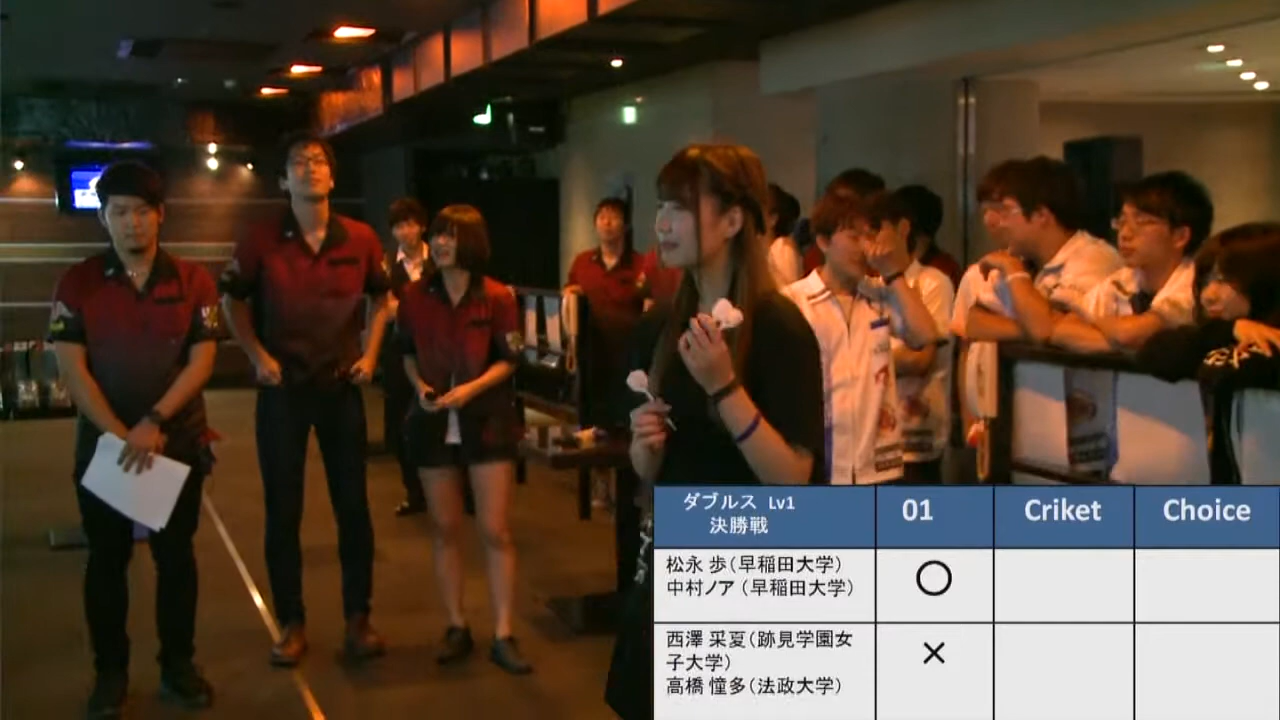 ダブルス Lv1
決勝戦
01
Criket
Choice
松永 歩（早稲田大学）
中村ノア（早稲田大学）
○
西澤 采夏（跡見学園女
子大学）
高橋 憧多（法政大学）
×